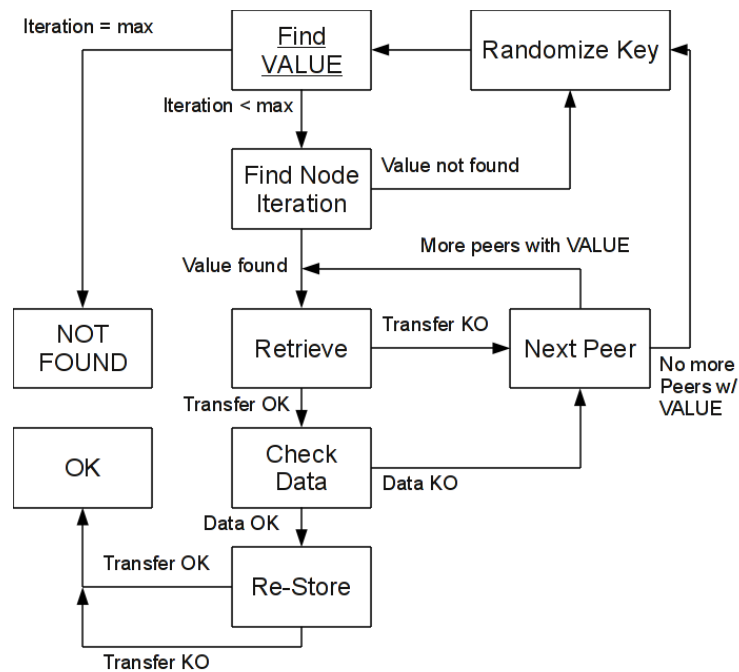 Iteration = max
Find
VALUE
Randomize Key
Iteration < max
Find Node
Iteration
Value not found
More peers with VALUE
Value found
NOT
FOUND
Retrieve
Transfer KO
Next Peer
No more
Peers w/
VALUE
Transfer OK
OK
Check
Data
Data KO
Data OK
Transfer OK
Re-Store
Transfer KO